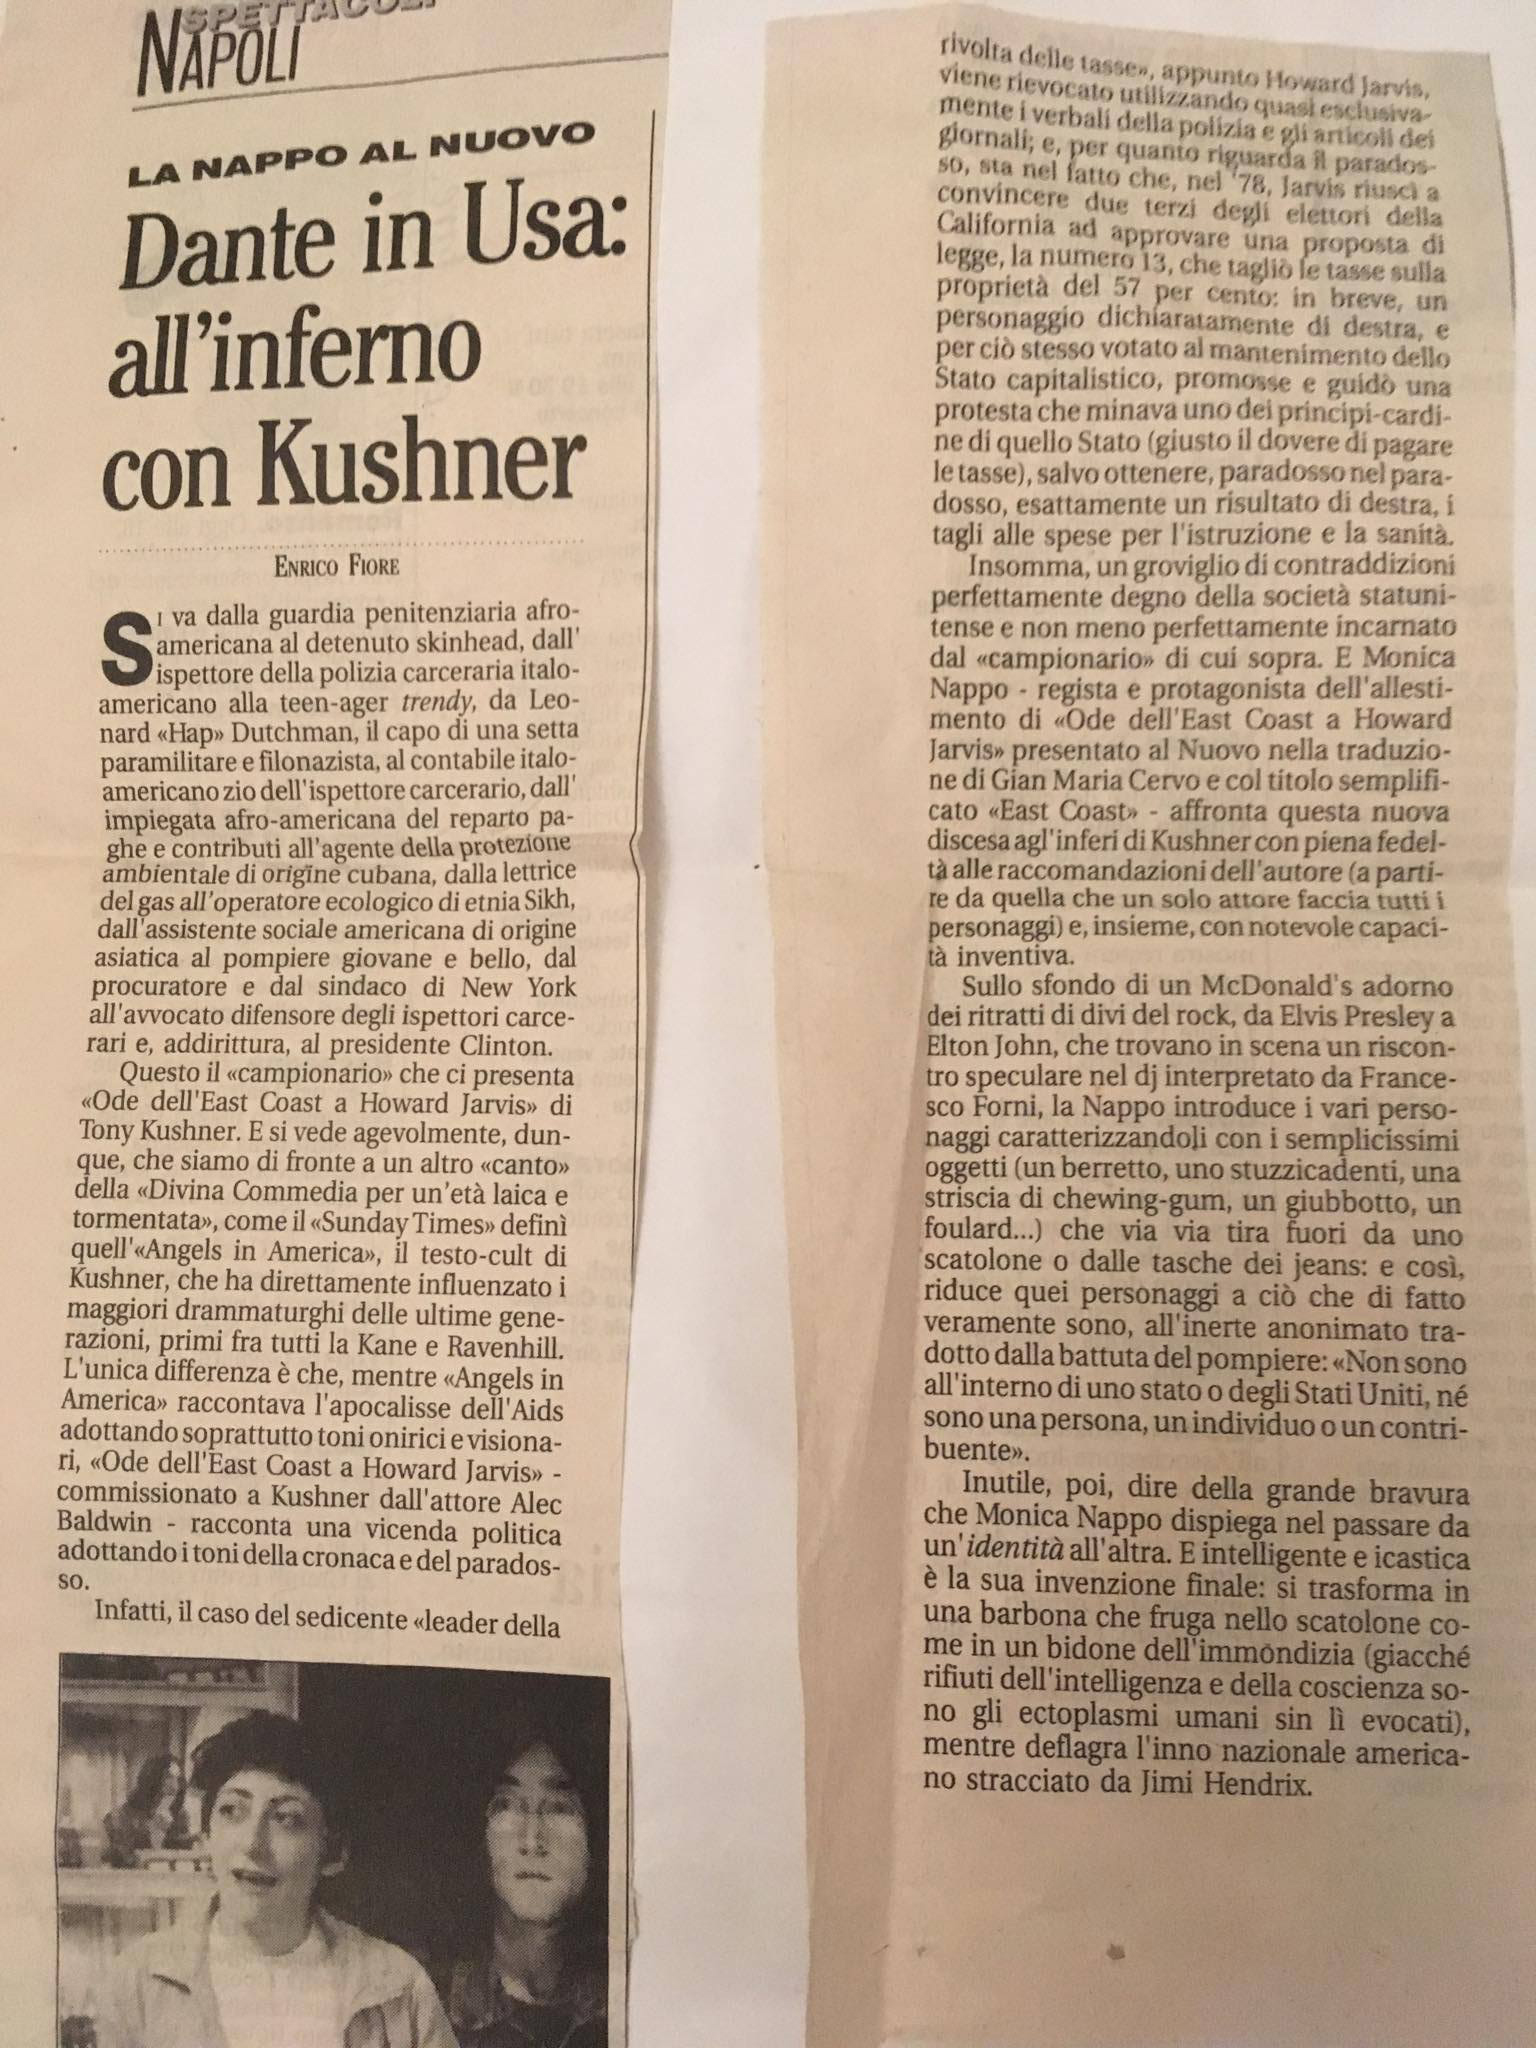 SPETTACOLI
NAPOLI
LA NAPPO AL NUOVO
Dante in Usa:
all'inferno
con Kushner
ENRICO FIORE
SI va dalla guardia penitenziaria afro-
americana al detenuto skinhead, dall'
ispettore della polizia carceraria italo-
americano alla teen-ager trendy, da Leo-
nard «Hap» Dutchman, il capo di una setta
paramilitare e filonazista, al contabile italo-
americano zio dell'ispettore carcerario, dall'
impiegata afro-americana del reparto pa-
ghe e contributi all'agente della protezione
ambientale di origine cubana, dalla lettrice
del gas all'operatore ecologico di etnia Sikh,
dall'assistente sociale americana di origine
asiatica al pompiere giovane e bello, dal
procuratore e dal sindaco di New York
all'avvocato difensore degli ispettori carce-
rari e, addirittura, al presidente Clinton.
Questo il «campionario» che ci presenta
«Ode dell'East Coast a Howard Jarvis» di
Tony Kushner. E si vede agevolmente, dun-
que, che siamo di fronte a un altro «canto»
della «Divina Commedia per un'età laica e
tormentata», come il «Sunday Times» definì
quell'«Angels in America», il testo-cult di
Kushner, che ha direttamente influenzato i
maggiori drammaturghi delle ultime gene-
razioni, primi fra tutti la Kane e Ravenhill.
L'unica differenza è che, mentre «Angels in
America» raccontava l'apocalisse dell'Aids
adottando soprattutto toni onirici e visiona-
ri, «Ode dell'East Coast a Howard Jarvis» -
commissionato a Kushner dall'attore Alec
Baldwin - racconta una vicenda politica
adottando i toni della cronaca e del parados-
so.
Infatti, il caso del sedicente «leader della
rivolta delle tasse», appunto Howard Jarvis,
viene rievocato utilizzando quasi esclusiva-
mente i verbali della polizia e gli articoli dei
giornali; e, per quanto riguarda il parados-
so, sta nel fatto che, nel '78, Jarvis riuscì a
convincere due terzi degli elettori della
California ad approvare una proposta di
legge, la numero 13, che tagliò le tasse sulla
proprietà del 57 per cento: in breve, un
personaggio dichiaratamente di destra, e
per ciò stesso votato al mantenimento dello
Stato capitalistico, promosse e guidò una
protesta che minava uno dei principi-cardi-
ne di quello Stato (giusto il dovere di pagare
le tasse), salvo ottenere, paradosso nel para-
dosso, esattamente un risultato di destra, i
tagli alle spese per l'istruzione e la sanità.
Insomma, un groviglio di contraddizioni
perfettamente degno della società statuni-
tense e non meno perfettamente incarnato
dal «campionario» di cui sopra. E Monica
Nappo - regista e protagonista dell'allesti-
mento di «Ode dell'East Coast a Howard
Jarvis» presentato al Nuovo nella traduzio-
ne di Gian Maria Cervo e col titolo semplifi-
cato «East Coast» - affronta questa nuova
discesa agl'inferi di Kushner con piena fedel-
tà alle raccomandazioni dell'autore (a parti-
re da quella che un solo attore faccia tutti i
personaggi) e, insieme, con notevole capaci-
tà inventiva.
Sullo sfondo di un McDonald's adorno
dei ritratti di divi del rock, da Elvis Presley a
Elton John, che trovano in scena un riscon-
tro speculare nel dj interpretato da France-
sco Forni, la Nappo introduce i vari perso-
naggi caratterizzandoli con i semplicissimi
oggetti (un berretto, uno stuzzicadenti, una
striscia di chewing-gum, un giubbotto, un
foulard...) che via via tira fuori da uno
scatolone o dalle tasche dei jeans: e così,
riduce quei personaggi a ciò che di fatto
veramente sono, all'inerte anonimato tra-
dotto dalla battuta del pompiere: «Non sono
all'interno di uno stato o degli Stati Uniti, né
sono una persona, un individuo o un contri-
buente».
Inutile, poi, dire della grande bravura
che Monica Nappo dispiega nel passare da
un'identità all'altra. E intelligente e icastica
è la sua invenzione finale: si trasforma in
una barbona che fruga nello scatolone co-
me in un bidone dell'immondizia (giacché
rifiuti dell'intelligenza e della coscienza so-
no gli ectoplasmi umani sin lì evocati),
mentre deflagra l'inno nazionale america-
no stracciato da Jimi Hendrix.